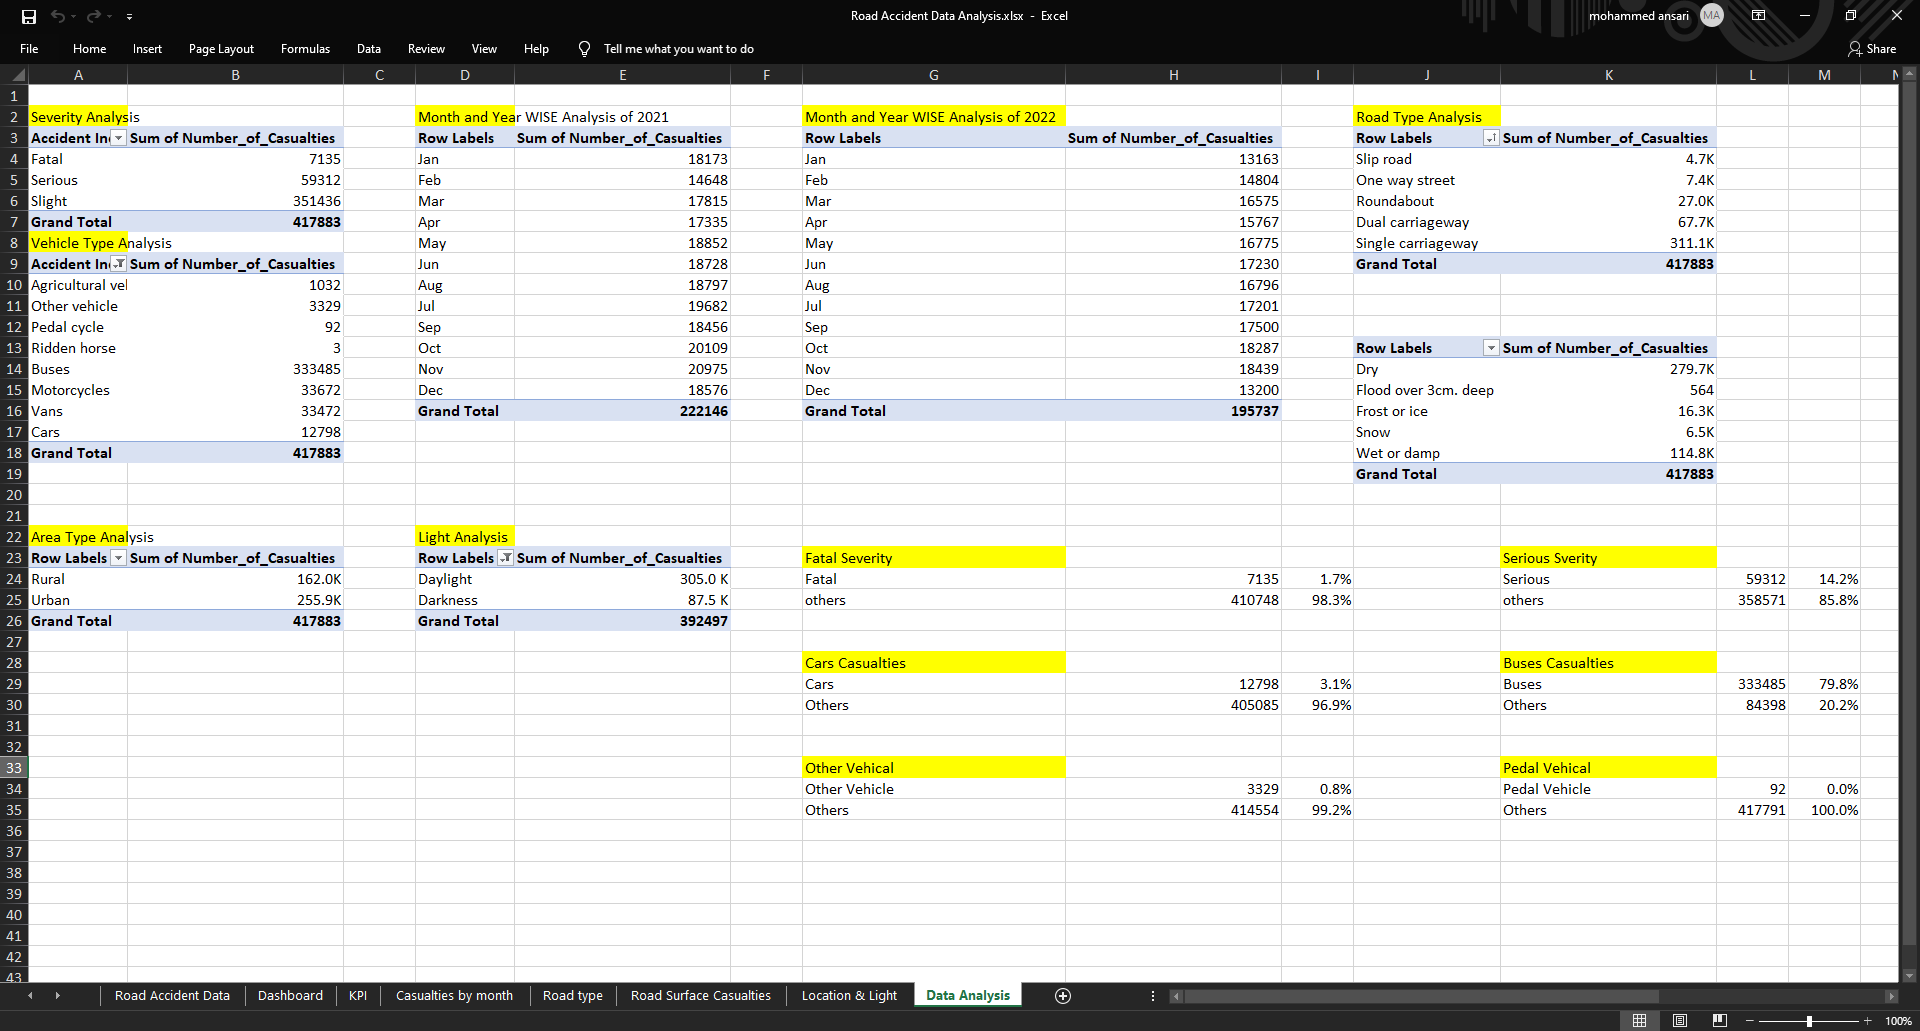 Road Accident Data Analysis.xlsx - Excel
mohammed ansari MA
File Home Insert Page Layout Formulas Data Review View Help Tell me what you want to do Share
A B C D E F G H I J K L M
1
2 Severity Analysis Month and Year WISE Analysis of 2021 Month and Year WISE Analysis of 2022 Road Type Analysis
3 Accident In Sum of Number_of_Casualties Row Labels Sum of Number_of_Casualties Row Labels Sum of Number_of_Casualties Row Labels Sum of Number_of_Casualties
4 Fatal 7135 Jan 18173 Jan 13163 Slip road 4.7K
5 Serious 59312 Feb 14648 Feb 14804 One way street 7.4K
6 Slight 351436 Mar 17815 Mar 16575 Roundabout 27.0K
7 Grand Total 417883 Apr 17335 Apr 15767 Dual carriageway 67.7K
8 Vehicle Type Analysis May 18852 May 16775 Single carriageway 311.1K
9 Accident In Sum of Number_of_Casualties Jun 18728 Jun 17230 Grand Total 417883
10 Agricultural vel 1032 Aug 18797 Aug 16796
11 Other vehicle 3329 Jul 19682 Jul 17201
12 Pedal cycle 92 Sep 18456 Sep 17500
13 Ridden horse 3 Oct 20109 Oct 18287 Row Labels Sum of Number_of_Casualties
14 Buses 333485 Nov 20975 Nov 18439 Dry 279.7K
15 Motorcycles 33672 Dec 18576 Dec 13200 Flood over 3cm. deep 564
16 Vans 33472 Grand Total 222146 Grand Total 195737 Frost or ice 16.3K
17 Cars 12798 Snow 6.5K
18 Grand Total 417883 Wet or damp 114.8K
19 Grand Total 417883
20
21
22 Area Type Analysis Light Analysis
23 Row Labels Sum of Number_of_Casualties Row Labels Sum of Number_of_Casualties Fatal Severity Serious Sverity
24 Rural 162.0K Daylight 305.0 K Fatal 7135 1.7% Serious 59312 14.2%
25 Urban 255.9K Darkness 87.5 K others 410748 98.3% others 358571 85.8%
26 Grand Total 417883 Grand Total 392497
27
28 Cars Casualties Buses Casualties
29 Cars 12798 3.1% Buses 333485 79.8%
30 Others 405085 96.9% Others 84398 20.2%
31
32
33 Other Vehical Pedal Vehical
34 Other Vehicle 3329 0.8% Pedal Vehicle 92 0.0%
35 Others 414554 99.2% Others 417791 100.0%
36
37
38
39
40
41
42
43
Road Accident Data Dashboard KPI Casualties by month Road type Road Surface Casualties Location & Light Data Analysis
100%